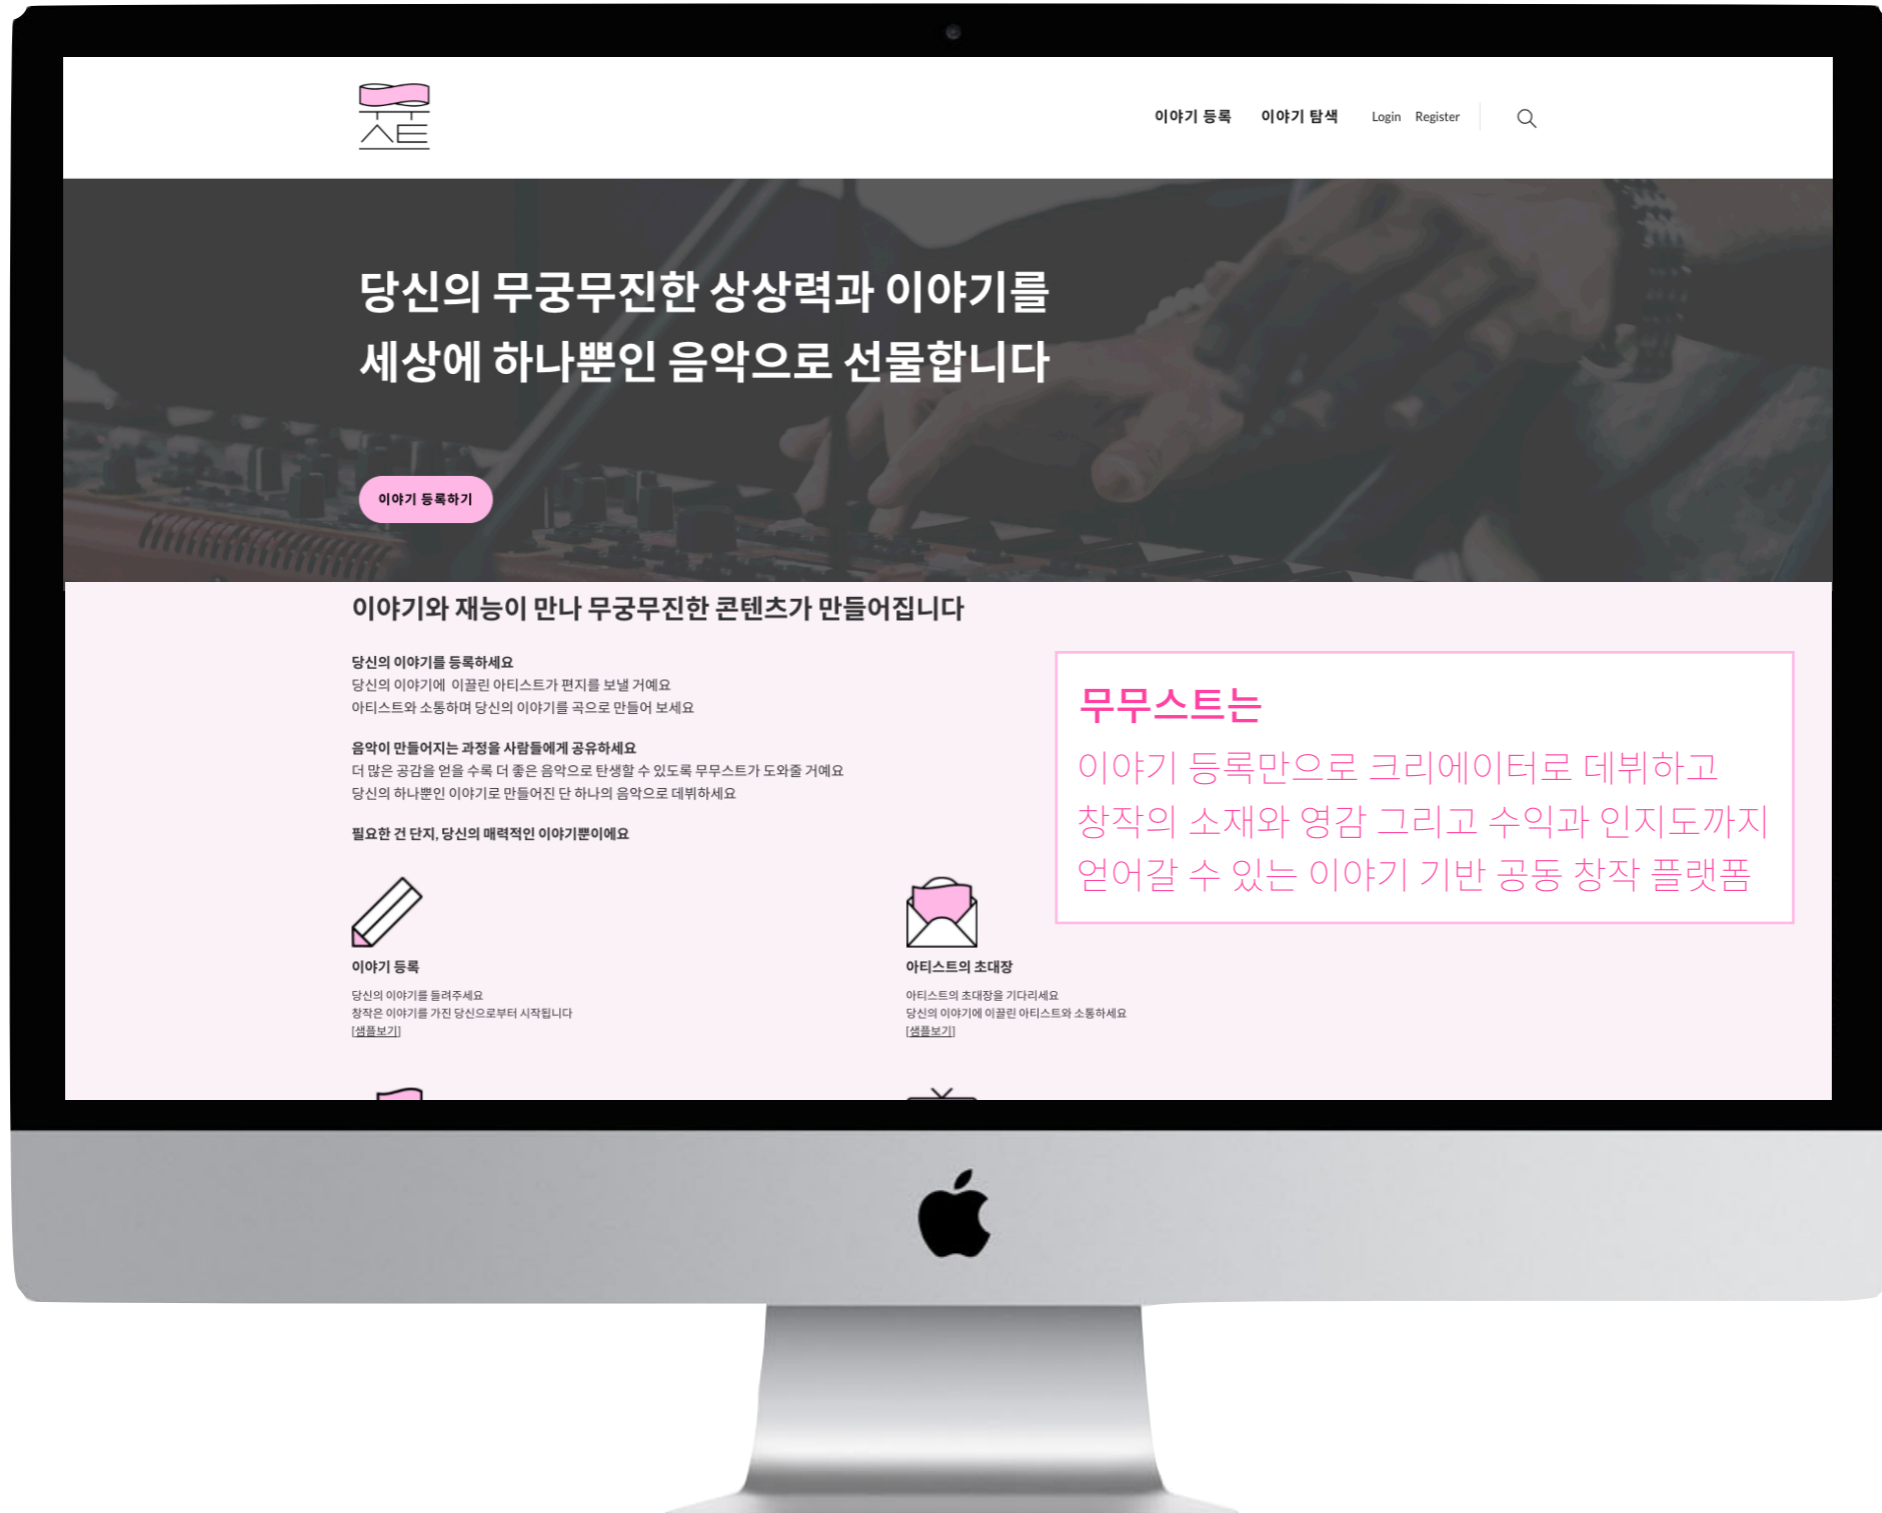 무무스트
이야기 등록 이야기 탐색 Login Register
당신의 무궁무진한 상상력과 이야기를
세상에 하나뿐인 음악으로 선물합니다
이야기 등록하기
이야기와 재능이 만나 무궁무진한 콘텐츠가 만들어집니다
당신의 이야기를 등록하세요
당신의 이야기에 이끌린 아티스트가 편지를 보낼 거예요
아티스트와 소통하며 당신의 이야기를 곡으로 만들어 보세요
음악이 만들어지는 과정을 사람들에게 공유하세요
더 많은 공감을 얻을 수록 더 좋은 음악으로 탄생할 수 있도록 무무스트가 도와줄 거예요
당신의 하나뿐인 이야기로 만들어진 단 하나의 음악으로 데뷔하세요
필요한 건 단지, 당신의 매력적인 이야기뿐이에요
무무스트는
이야기 등록만으로 크리에이터로 데뷔하고
창작의 소재와 영감 그리고 수익과 인지도까지
얻어갈 수 있는 이야기 기반 공동 창작 플랫폼
이야기 등록
당신의 이야기를 들려주세요
창작은 이야기를 가진 당신으로부터 시작됩니다
[샘플보기]
아티스트의 초대장
아티스트의 초대장을 기다리세요
당신의 이야기에 이끌린 아티스트와 소통하세요
[샘플보기]